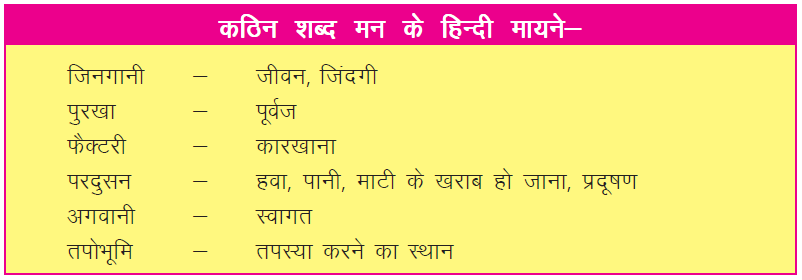 कठिन शब्द मन के हिन्दी मायने–
जिनगानी – जीवन, जिंदगी
पुरखा – पूर्वज
फैक्टरी – कारखाना
परदुसन – हवा, पानी, माटी के खराब हो जाना, प्रदूषण
अगवानी – स्वागत
तपोभूमि – तपस्या करने का स्थान